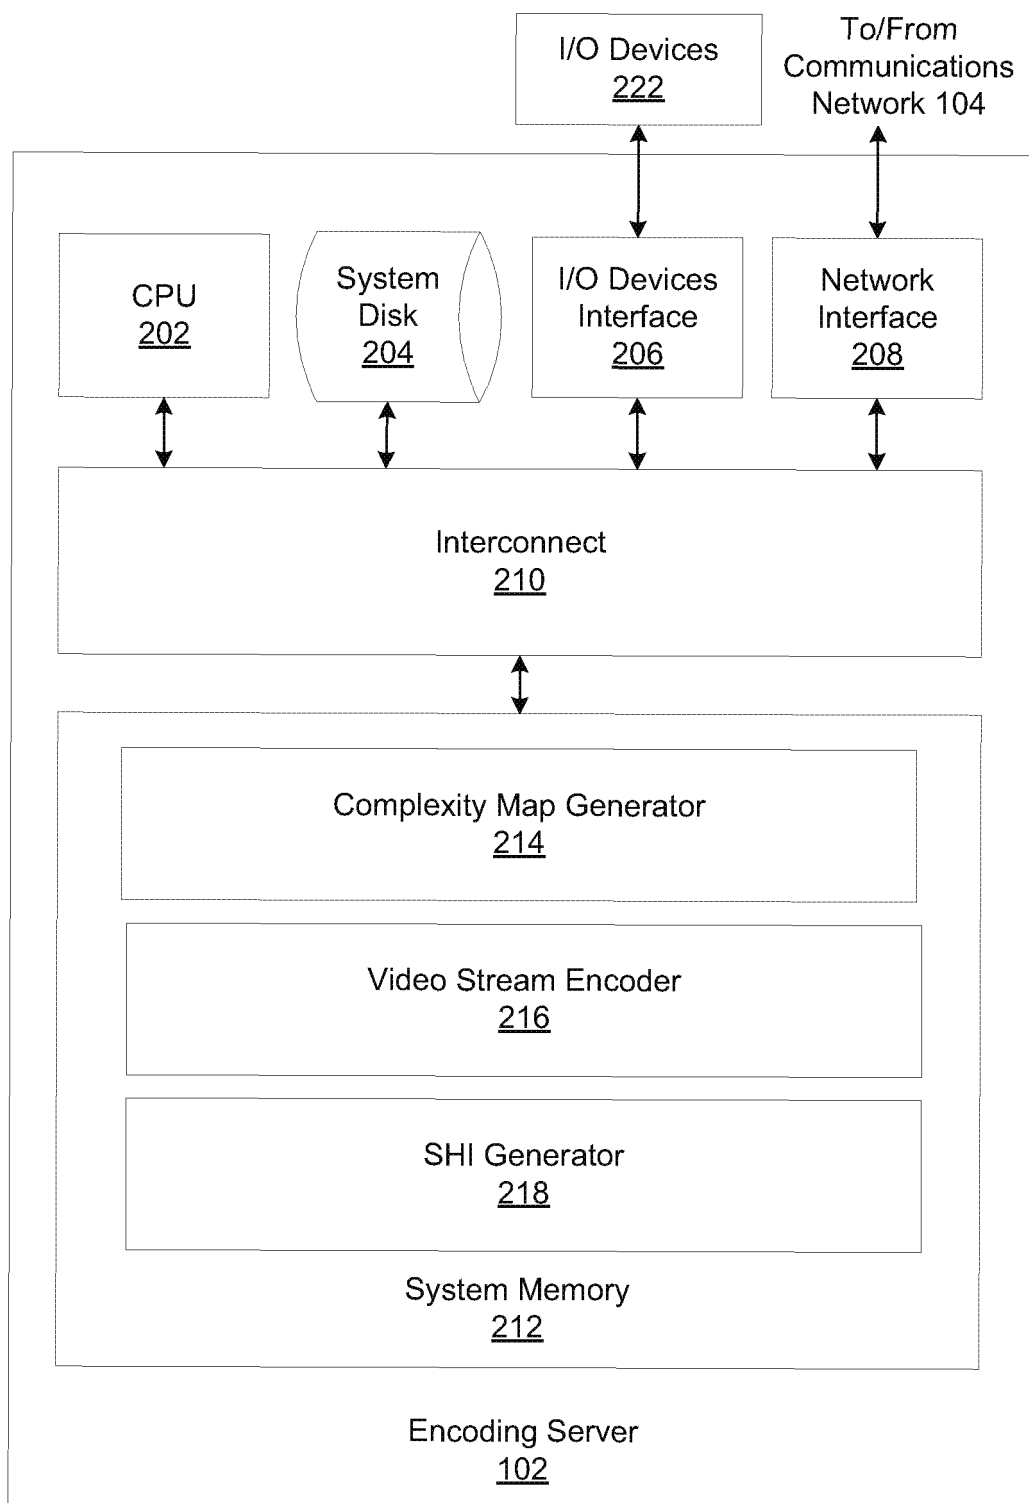 I/O Devices
222
To/From
Communications
Network 104
CPU
202
System
Disk
204
I/O Devices
Interface
206
Network
Interface
208
Interconnect
210
Complexity Map Generator
214
Video Stream Encoder
216
SHI Generator
218
System Memory
212
Encoding Server
102